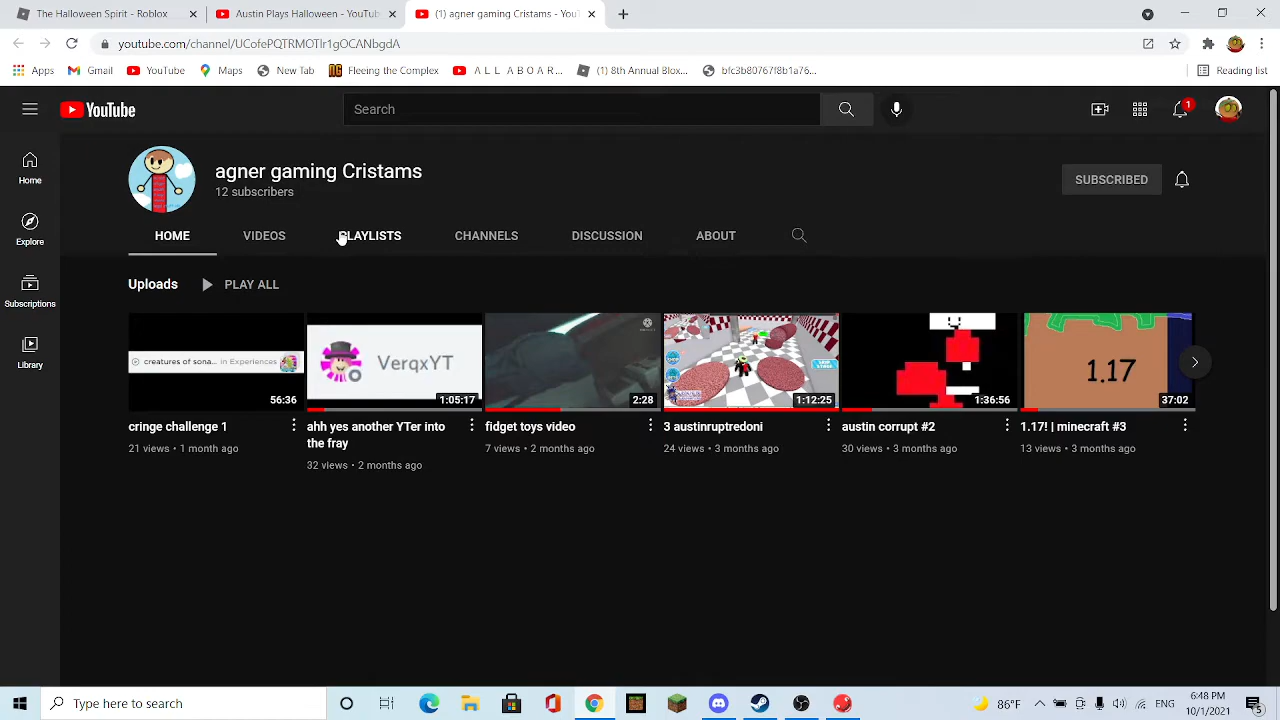 The Robloxian Christams Spirit - R
Austin Plays Halloween - YouTub
(1) agner gaming Cristams - YouT
youtube.com/channel/UCofePQTRMOTlr1gOCANbgdA
Apps
Gmail
YouTube
Maps
New Tab
Fleeing the Complex
A L L A B O A R...
(1) 8th Annual Blox...
bfc3b80767f8b1a76...
Reading list
YouTube
Search
1
agner gaming Cristams
12 subscribers
SUBSCRIBED
Home
Explore
Subscriptions
Library
HOME
VIDEOS
PLAYLISTS
CHANNELS
DISCUSSION
ABOUT
Uploads
PLAY ALL
creatures of sona... in Experiences
56:36
cringe challenge 1
21 views • 1 month ago
VerqxYT
1:05:17
ahh yes another YTer into
the fray
32 views • 2 months ago
2:28
fidget toys video
7 views • 2 months ago
1:12:25
3 austinruptredoni
24 views • 3 months ago
1:36:56
austin corrupt #2
30 views • 3 months ago
1.17
37:02
1.17! | minecraft #3
13 views • 3 months ago
Type here to search
86°F
ENG
6:48 PM
10/1/2021